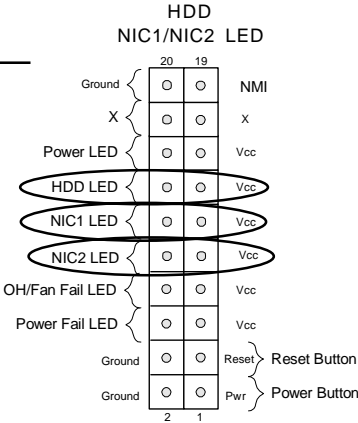 HDD
NIC1/NIC2 LED
20 19
Ground NMI
X X
Power LED Vcc
HDD LED Vcc
NIC1 LED Vcc
NIC2 LED Vcc
OH/Fan Fail LED Vcc
Power Fail LED Vcc
Ground Reset Reset Button
Ground Pwr Power Button
2 1